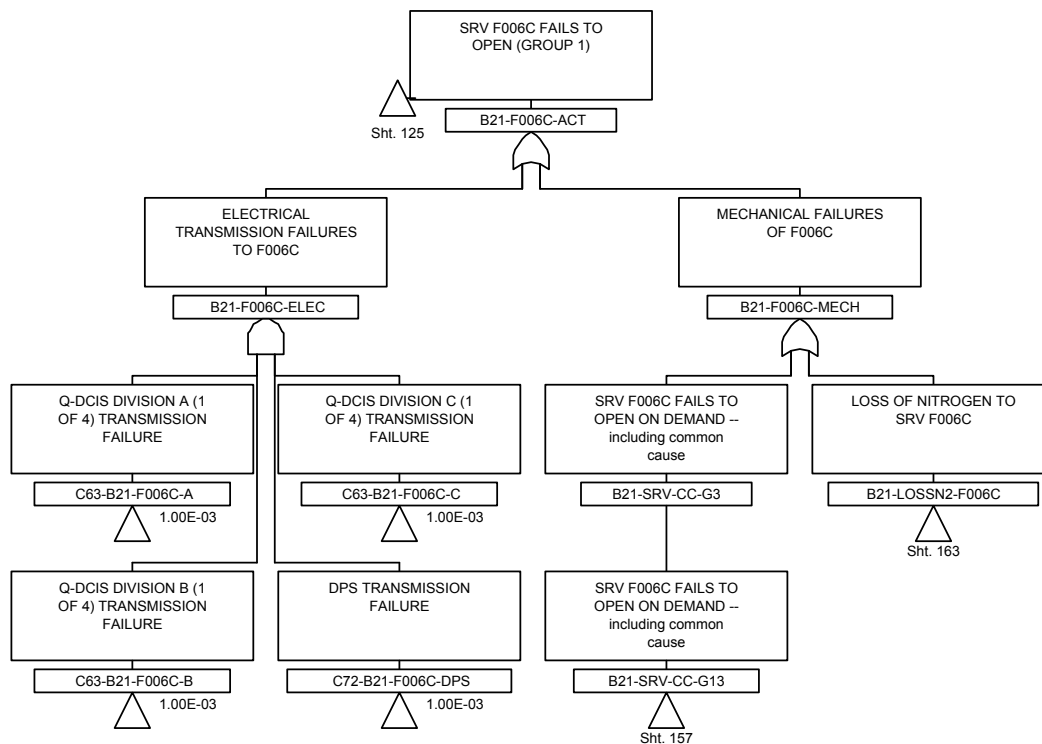 SRV F006C FAILS TO
OPEN (GROUP 1)
Sht. 125
B21-F006C-ACT
ELECTRICAL
TRANSMISSION FAILURES
TO F006C
B21-F006C-ELEC
MECHANICAL FAILURES
OF F006C
B21-F006C-MECH
Q-DCIS DIVISION A (1
OF 4) TRANSMISSION
FAILURE
C63-B21-F006C-A
1.00E-03
Q-DCIS DIVISION C (1
OF 4) TRANSMISSION
FAILURE
C63-B21-F006C-C
1.00E-03
SRV F006C FAILS TO
OPEN ON DEMAND --
including common
cause
B21-SRV-CC-G3
LOSS OF NITROGEN TO
SRV F006C
B21-LOSSN2-F006C
Sht. 163
Q-DCIS DIVISION B (1
OF 4) TRANSMISSION
FAILURE
C63-B21-F006C-B
1.00E-03
DPS TRANSMISSION
FAILURE
C72-B21-F006C-DPS
1.00E-03
SRV F006C FAILS TO
OPEN ON DEMAND --
including common
cause
B21-SRV-CC-G13
Sht. 157